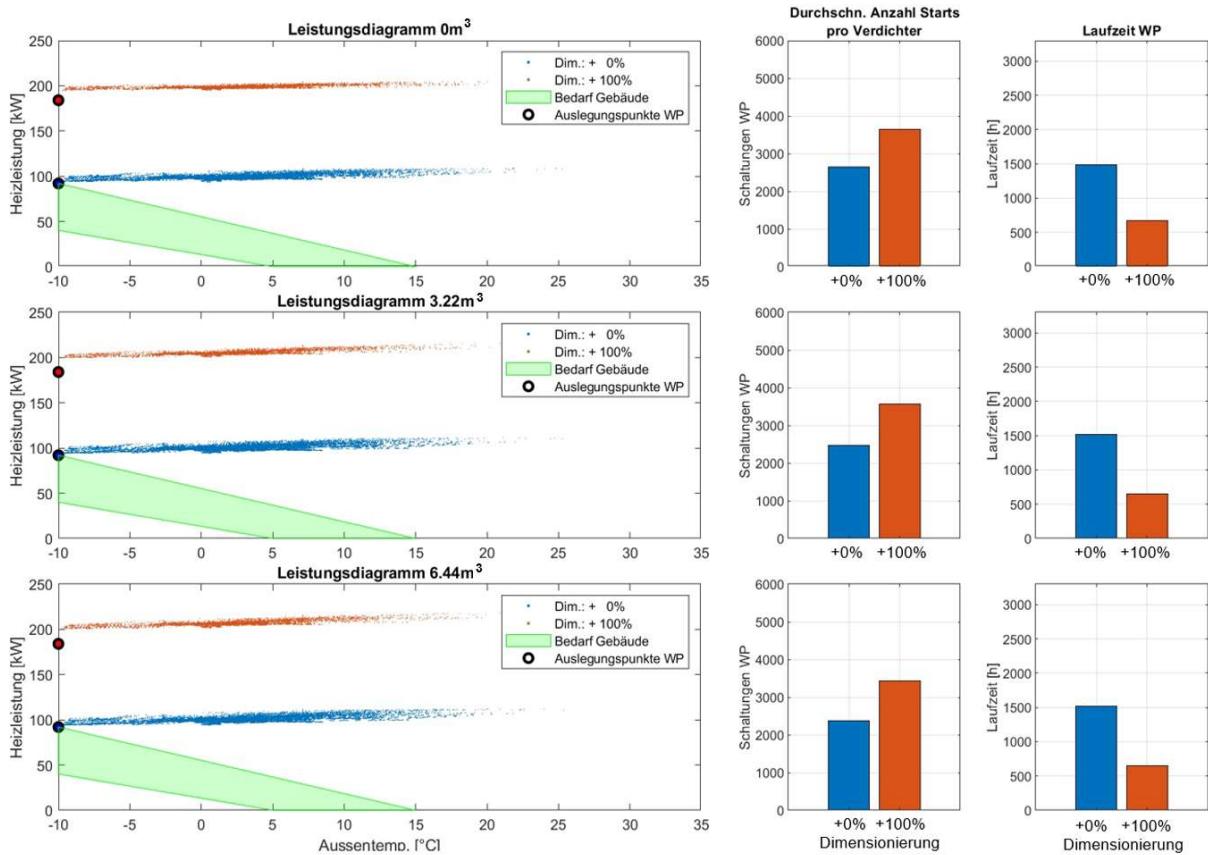 Leistungsdiagramm 0m³
250
200
150
100
50
0
Heizleistung [kW]
-10 -5 0 5 10 15 20 25 30 35
Dim.: + 0%
Dim.: + 100%
Bedarf Gebäude
Auslegungspunkte WP
Durchschn. Anzahl Starts
pro Verdichter
6000
5000
4000
3000
2000
1000
0
Schaltungen WP
+0% +100%
Laufzeit WP
3000
2500
2000
1500
1000
500
0
Laufzeit [h]
+0% +100%
Leistungsdiagramm 3.22m³
250
200
150
100
50
0
Heizleistung [kW]
-10 -5 0 5 10 15 20 25 30 35
Dim.: + 0%
Dim.: + 100%
Bedarf Gebäude
Auslegungspunkte WP
6000
5000
4000
3000
2000
1000
0
Schaltungen WP
+0% +100%
3000
2500
2000
1500
1000
500
0
Laufzeit [h]
+0% +100%
Leistungsdiagramm 6.44m³
250
200
150
100
50
0
Heizleistung [kW]
-10 -5 0 5 10 15 20 25 30 35
Aussentemp. [°C]
Dim.: + 0%
Dim.: + 100%
Bedarf Gebäude
Auslegungspunkte WP
6000
5000
4000
3000
2000
1000
0
Schaltungen WP
+0% +100%
Dimensionierung
3000
2500
2000
1500
1000
500
0
Laufzeit [h]
+0% +100%
Dimensionierung